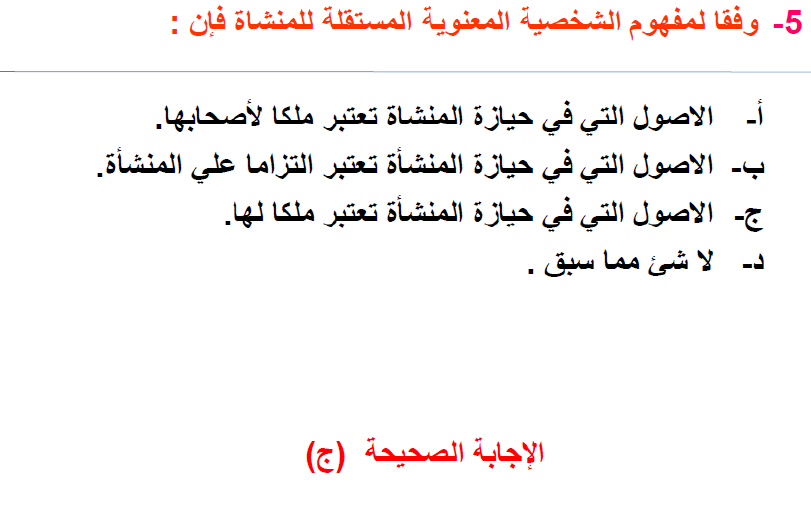 5- وفقا لمفهوم الشخصية المعنوية المستقلة للمنشاة فإن :
أ- الاصول التي في حيازة المنشاة تعتبر ملكا لأصحابها.
ب- الاصول التي في حيازة المنشأة تعتبر التزاما علي المنشأة.
ج- الاصول التي في حيازة المنشأة تعتبر ملكا لها.
د- لا شئ مما سبق .
الإجابة الصحيحة (ج)